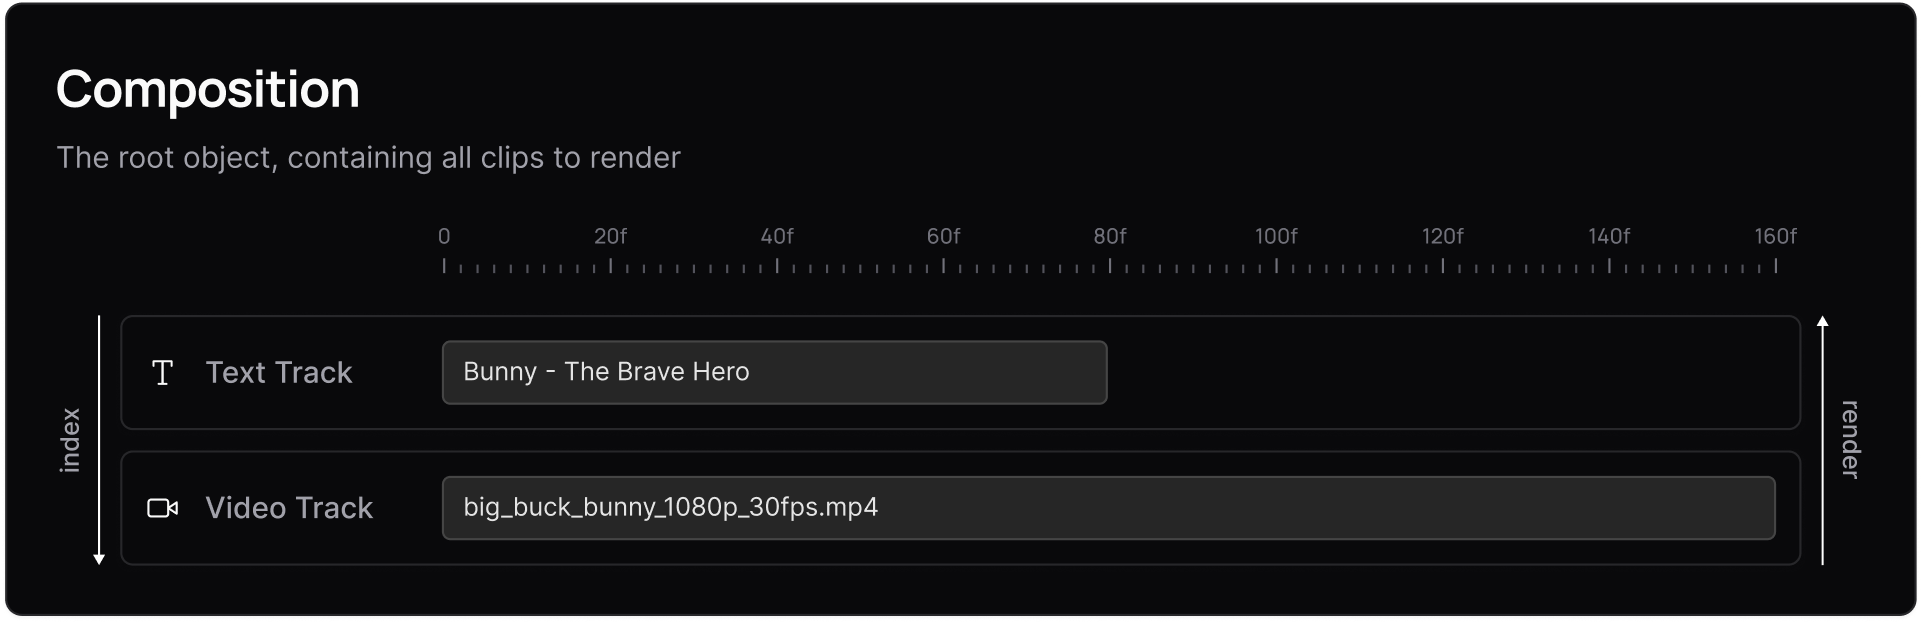 Composition
The root object, containing all clips to render
0 20f 40f 60f 80f 100f 120f 140f 160f
index
Text Track
Bunny - The Brave Hero
Video Track
big_buck_bunny_1080p_30fps.mp4
render